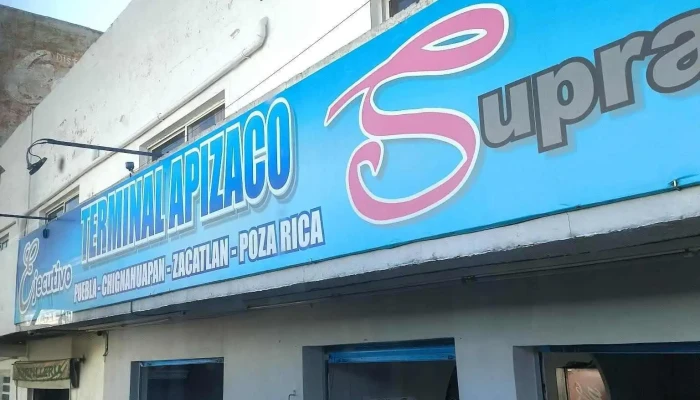 Ejecutivo
TERMINAL APIZACO
PUEBLA - CHIGNAHUAPAN - ZACATLAN - POZA RICA
Supra